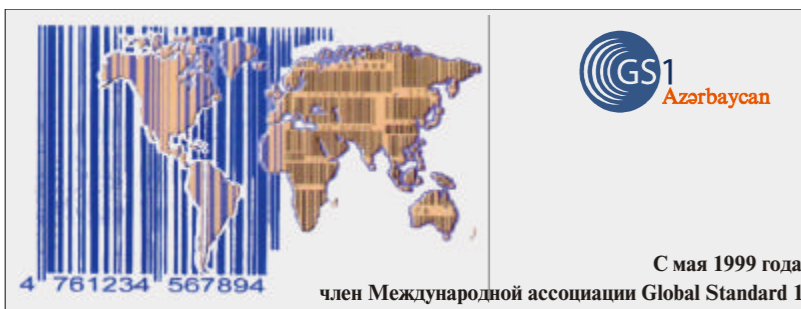 GS1
Azərbaycan
4 761234 567894
С мая 1999 года
член Международной ассоциации Global Standard 1